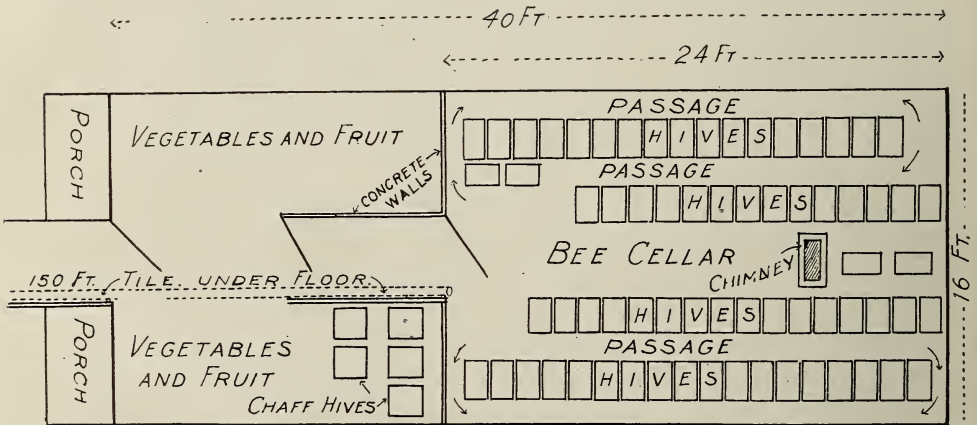 40 FT
24 FT
PORCH
VEGETABLES AND FRUIT
CONCRETE
WALLS
PASSAGE
HIVES
PASSAGE
HIVES
BEE CELLAR
CHIMNEY
16 FT.
150 FT. TILE. UNDER FLOOR.
HIVES
PORCH
VEGETABLES
AND FRUIT
CHAFF HIVES
PASSAGE
HIVES